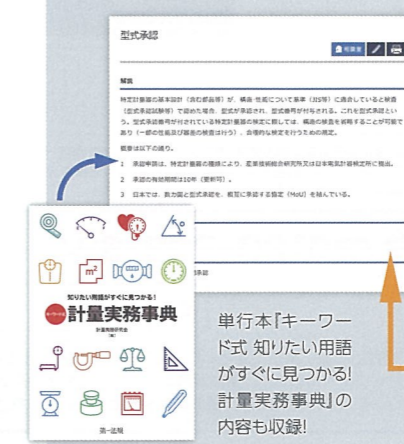 型式承認
解説
特定計量器の基本設計(含む部品等)が、構造・性能について基準(JIS等)に適合していると検査
(型式承認試験等)で認めた場合、型式が承認され、型式番号が付与される。これを型式承認とい
う。型式承認番号が付されている特定計量器の検定に際しては、構造の検査を省略することが可能で
あり(一部の性能及び器差の検査は行う)、合理的な検定を行うための規定。
概要は以下の通り。
1 承認申請は、特定計量器の種類により、産業技術総合研究所又は日本電気計器検定所に提出。
2 承認の有効期間は10年(更新可)。
3 日本では、数カ国と型式承認を、相互に承認する協定(MoU)を結んでいる。
承認
m²
知りたい用語がすぐに見つかる!
キーワード式
計量実務事典
計量実務研究会
第一法規
単行本『キーワー
ド式 知りたい用語
がすぐに見つかる!
計量実務事典』の
内容も収録!